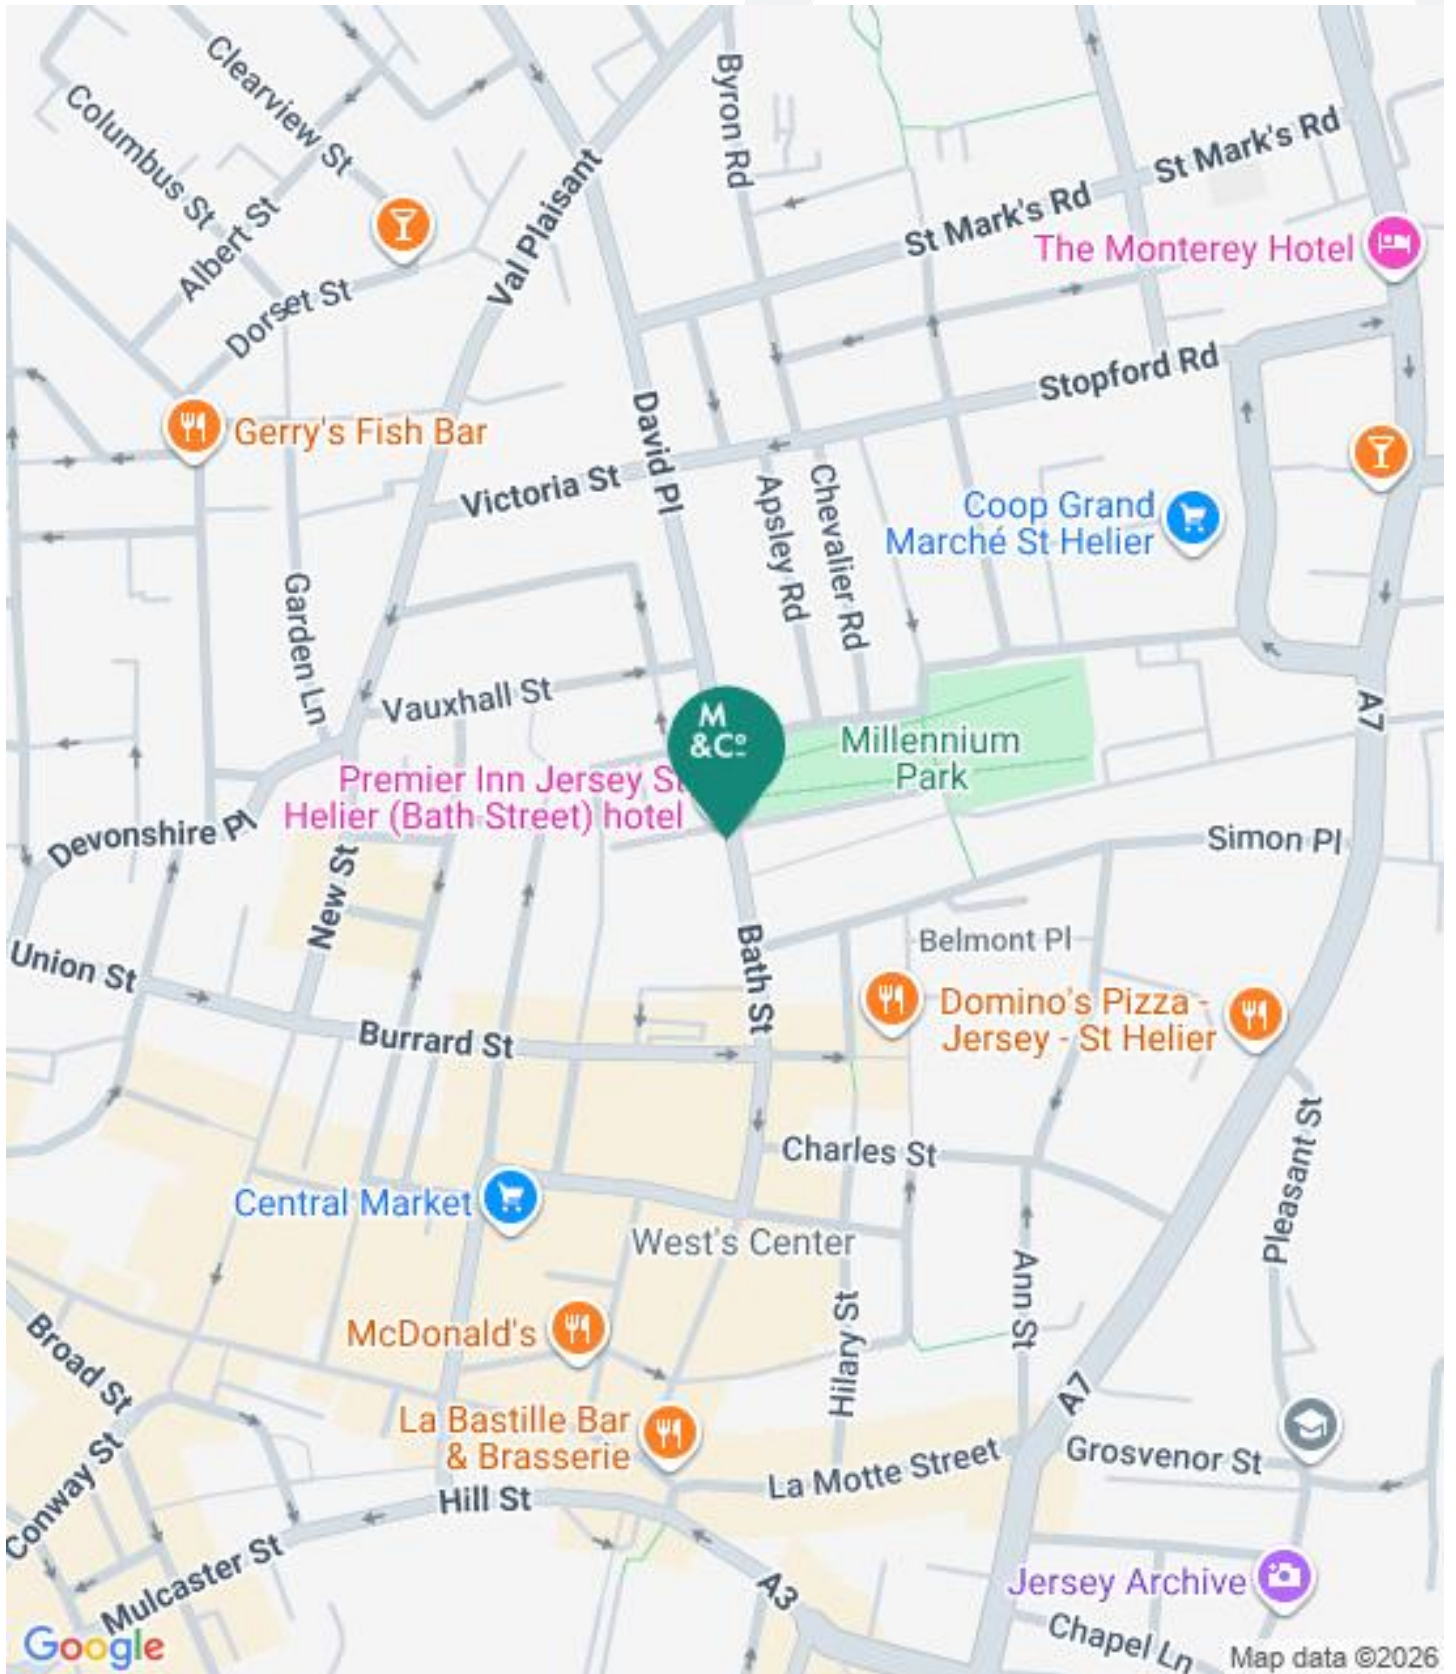 Clearview St
Columbus St
Byron Rd
St Mark's Rd
St Mark's Rd
Albert St
Val Plaisant
The Monterey Hotel
Dorset St
Stopford Rd
Gerry's Fish Bar
David Pl
Victoria St
Apsley Rd
Chevalier Rd
Coop Grand
Marché St Helier
Garden Ln
Vauxhall St
A7
M
&Cº
Millennium
Park
Premier Inn Jersey St
Helier (Bath Street) hotel
Devonshire Pl
Simon Pl
New St
Union St
Bath St
Belmont Pl
Domino's Pizza -
Jersey - St Helier
Burrard St
Pleasant St
Charles St
Central Market
West's Center
Ann St
Hilary St
McDonald's
Broad St
A7
La Bastille Bar
& Brasserie
La Motte Street
Grosvenor St
Conway St
Hill St
Mulcaster St
A3
Jersey Archive
Chapel Ln
Google
Map data ©2026